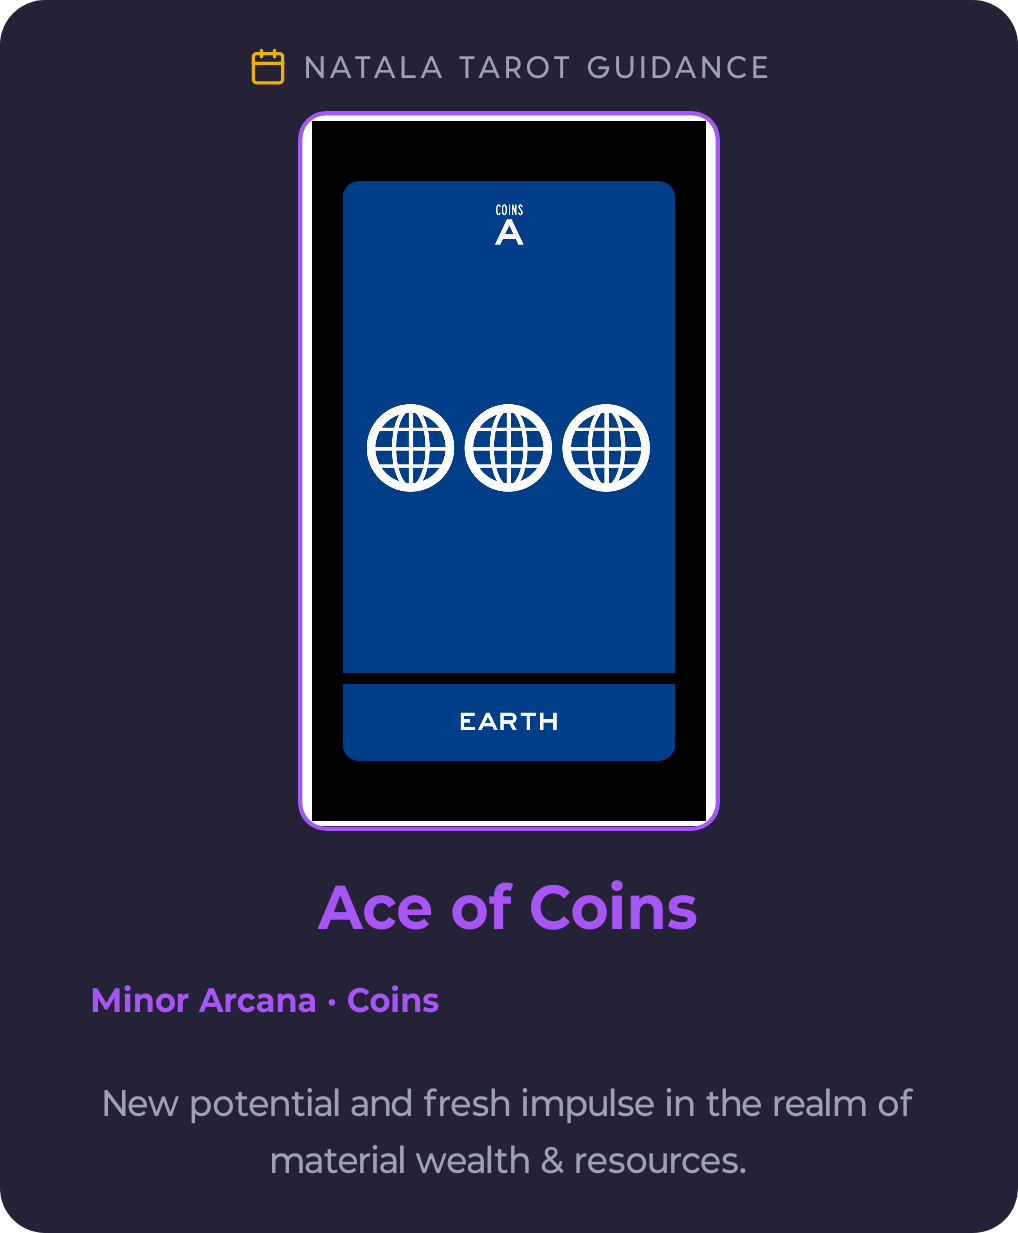 NATALA TAROT GUIDANCE
COINS
A
EARTH
Ace of Coins
Minor Arcana · Coins
New potential and fresh impulse in the realm of
material wealth & resources.